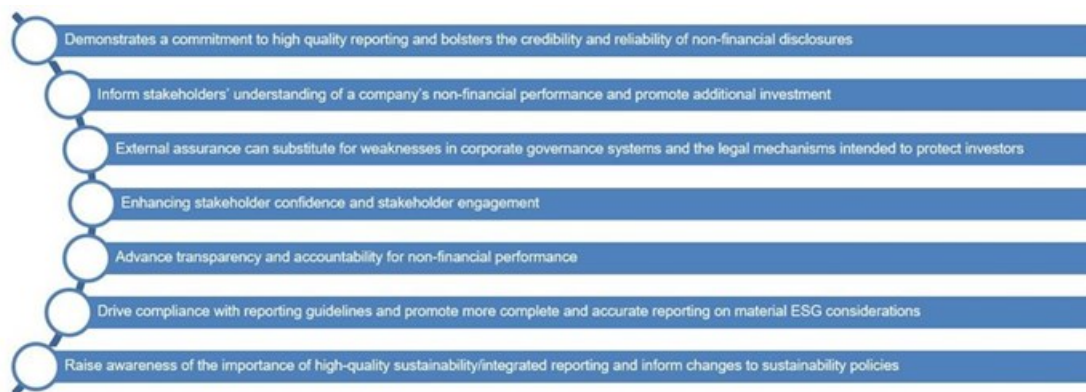 Demonstrates a commitment to high quality reporting and bolsters the credibility and reliability of non-financial disclosures
Inform stakeholders' understanding of a company's non-financial performance and promote additional investment
External assurance can substitute for weaknesses in corporate governance systems and the legal mechanisms intended to protect investors
Enhancing stakeholder confidence and stakeholder engagement
Advance transparency and accountability for non-financial performance
Drive compliance with reporting guidelines and promote more complete and accurate reporting on material ESG considerations
Raise awareness of the importance of high-quality sustainability/integrated reporting and inform changes to sustainability policies